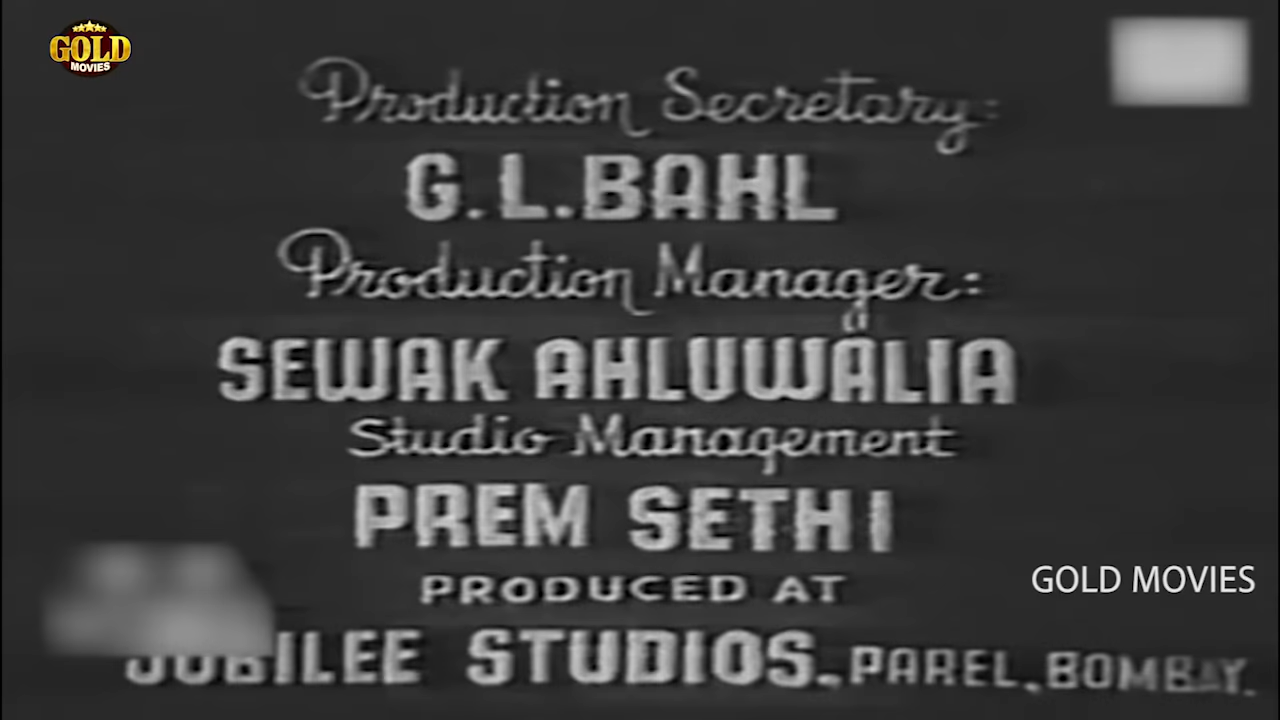 GOLD
MOVIES
Production Secretary:
G.L.BAHL
Production Manager:
SEWAK AHLUWALIA
Studio Management
PREM SETHI
PRODUCED AT
GOLD MOVIES
JUBILEE STUDIOS., PAREL, BOMBAY.